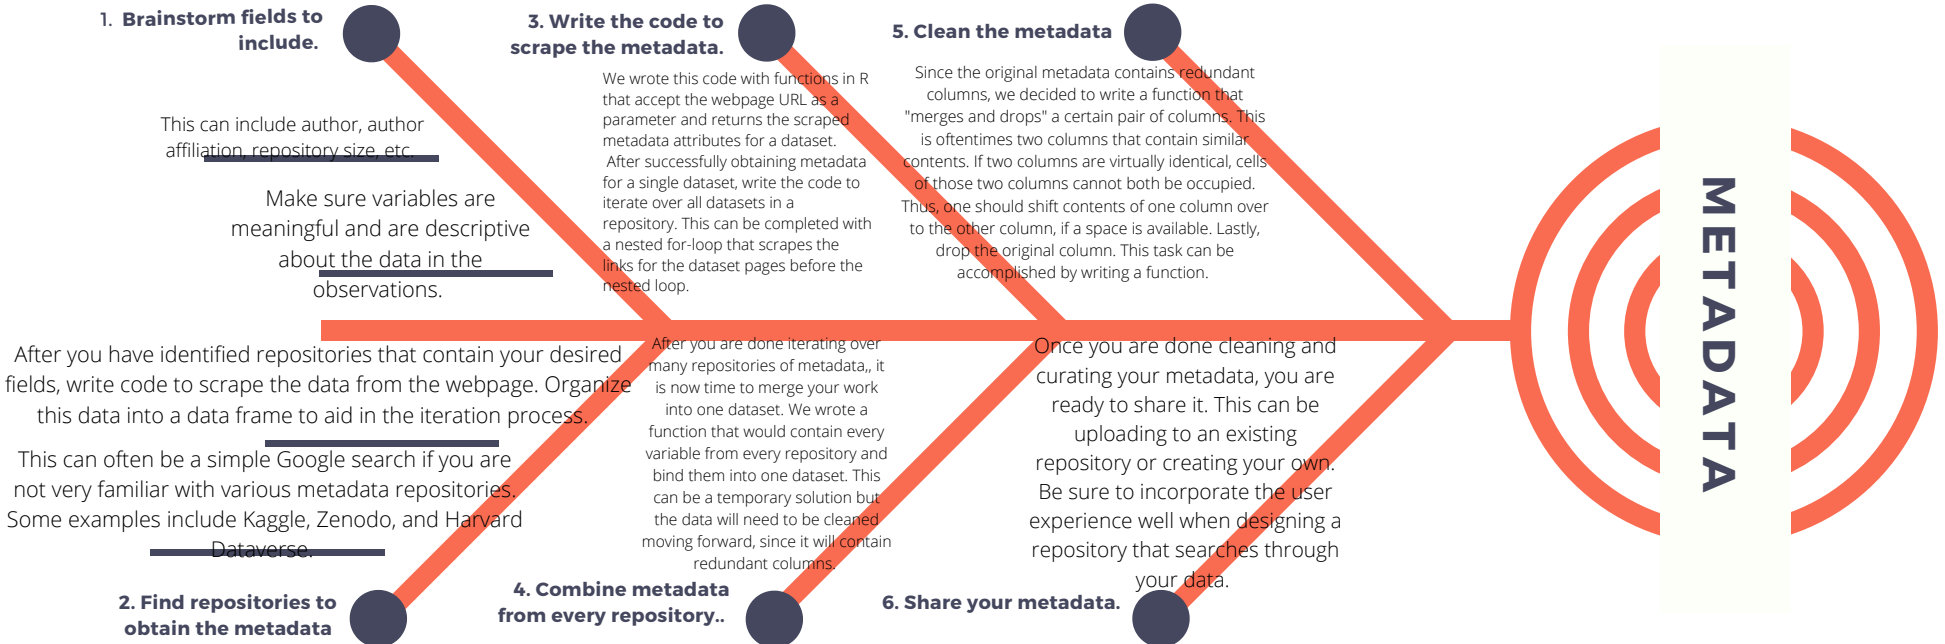 1. Brainstorm fields to
include.
This can include author, author
affiliation, repository size, etc.
Make sure variables are
meaningful and are descriptive
about the data in the
observations.
After you have identified repositories that contain your desired
fields, write code to scrape the data from the webpage. Organize
this data into a data frame to aid in the iteration process.
This can often be a simple Google search if you are
not very familiar with various metadata repositories.
Some examples include Kaggle, Zenodo, and Harvard
Dataverse.
2. Find repositories to
obtain the metadata
3. Write the code to
scrape the metadata.
We wrote this code with functions in R
that accept the webpage URL as a
parameter and returns the scraped
metadata attributes for a dataset.
After successfully obtaining metadata
for a single dataset, write the code to
iterate over all datasets in a
repository. This can be completed with
a nested for-loop that scrapes the
links for the dataset pages before the
nested loop.
After you are done iterating over
many repositories of metadata,, it
is now time to merge your work
into one dataset. We wrote a
function that would contain every
variable from every repository and
bind them into one dataset. This
can be a temporary solution but
the data will need to be cleaned
moving forward, since it will contain
redundant columns.
4. Combine metadata
from every repository..
5. Clean the metadata
Since the original metadata contains redundant
columns, we decided to write a function that
"merges and drops" a certain pair of columns. This
is oftentimes two columns that contain similar
contents. If two columns are virtually identical, cells
of those two columns cannot both be occupied.
Thus, one should shift contents of one column over
to the other column, if a space is available. Lastly,
drop the original column. This task can be
accomplished by writing a function.
Once you are done cleaning and
curating your metadata, you are
ready to share it. This can be
uploading to an existing
repository or creating your own.
Be sure to incorporate the user
experience well when designing a
repository that searches through
your data.
6. Share your metadata.
METADATA